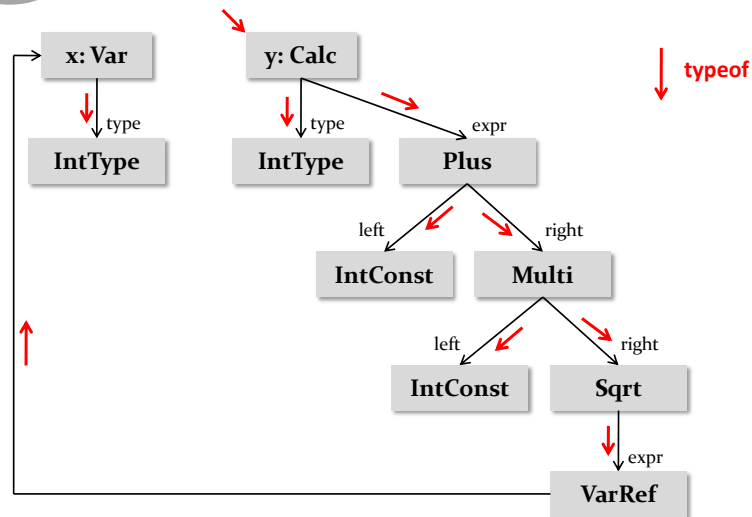 x: Var
y: Calc
typeof
type
type
expr
IntType
IntType
Plus
left
right
IntConst
Multi
left
right
IntConst
Sqrt
expr
VarRef